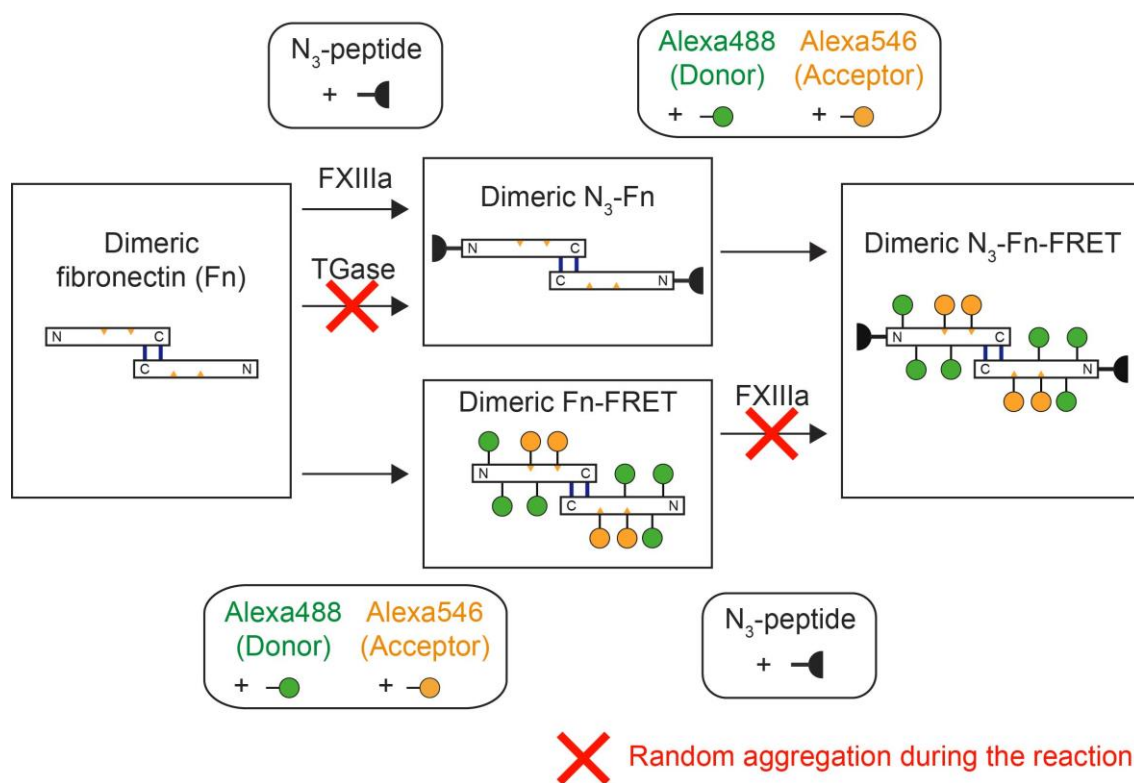 N₃-peptide
+
Alexa488 Alexa546
(Donor) (Acceptor)
+ +
Dimeric
fibronectin (Fn)
N C
C N
FXIIIa
TGase
Dimeric N₃-Fn
N C
C N
Dimeric Fn-FRET
N C
C N
FXIIIa
Dimeric N₃-Fn-FRET
N C
C N
Alexa488 Alexa546
(Donor) (Acceptor)
+ +
N₃-peptide
+
Random aggregation during the reaction